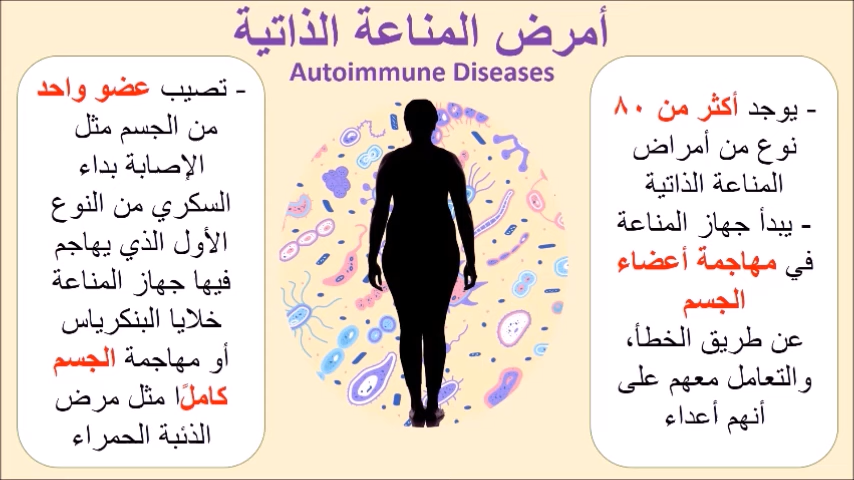 أمرض المناعة الذاتية
Autoimmune Diseases
- يوجد أكثر من ٨٠
نوع من أمراض
المناعة الذاتية
- يبدأ جهاز المناعة
في مهاجمة أعضاء
الجسم
عن طريق الخطأ،
والتعامل معهم على
أنهم أعداء
- تصيب عضو واحد
من الجسم مثل
الإصابة بداء
السكري من النوع
الأول الذي يهاجم
فيها جهاز المناعة
خلايا البنكرياس
أو مهاجمة الجسم
كاملًا مثل مرض
الذئبة الحمراء